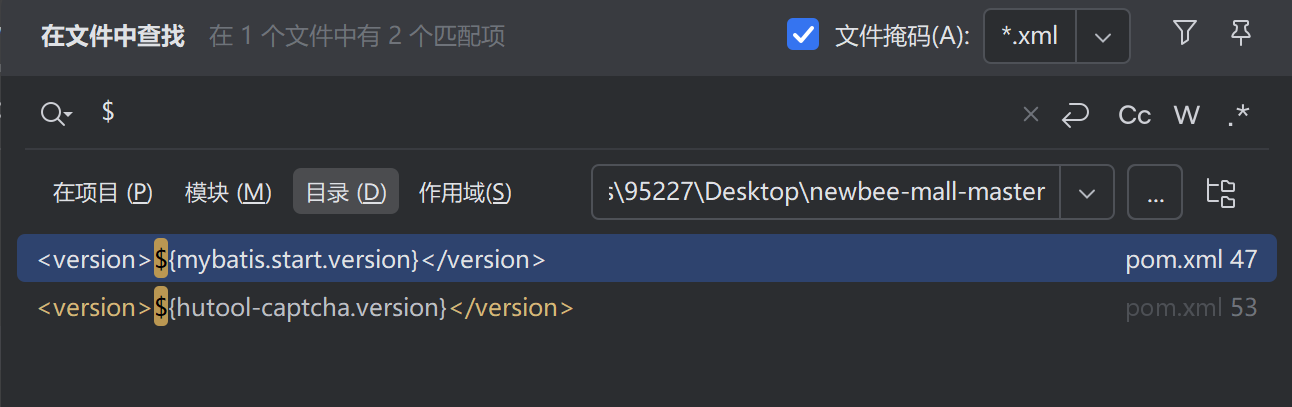 在文件中查找 在 1 个文件中有 2 个匹配项 文件掩码(A): *.xml
$ Cc W .*
在项目 (P) 模块 (M) 目录 (D) 作用域(S) s\95227\Desktop\newbee-mall-master ...
<version>${mybatis.start.version}</version> pom.xml 47
<version>${hutool-captcha.version}</version> pom.xml 53